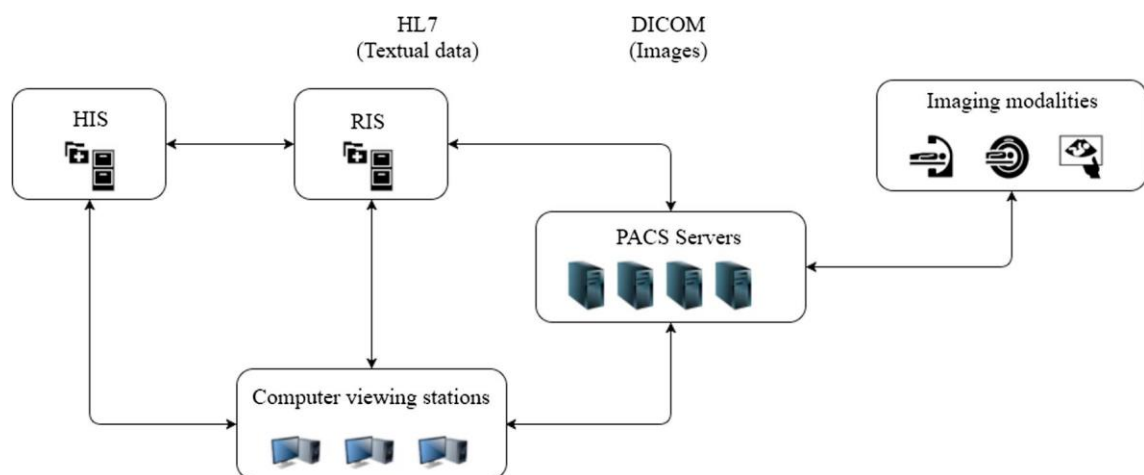 HL7
(Textual data)
DICOM
(Images)
HIS
RIS
Imaging modalities
PACS Servers
Computer viewing stations